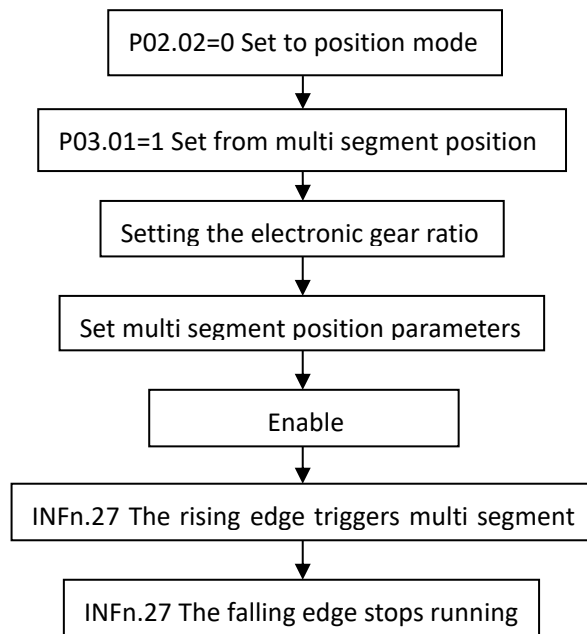 P02.02=0 Set to position mode
P03.01=1 Set from multi segment position
Setting the electronic gear ratio
Set multi segment position parameters
Enable
INFn.27 The rising edge triggers multi segment
INFn.27 The falling edge stops running